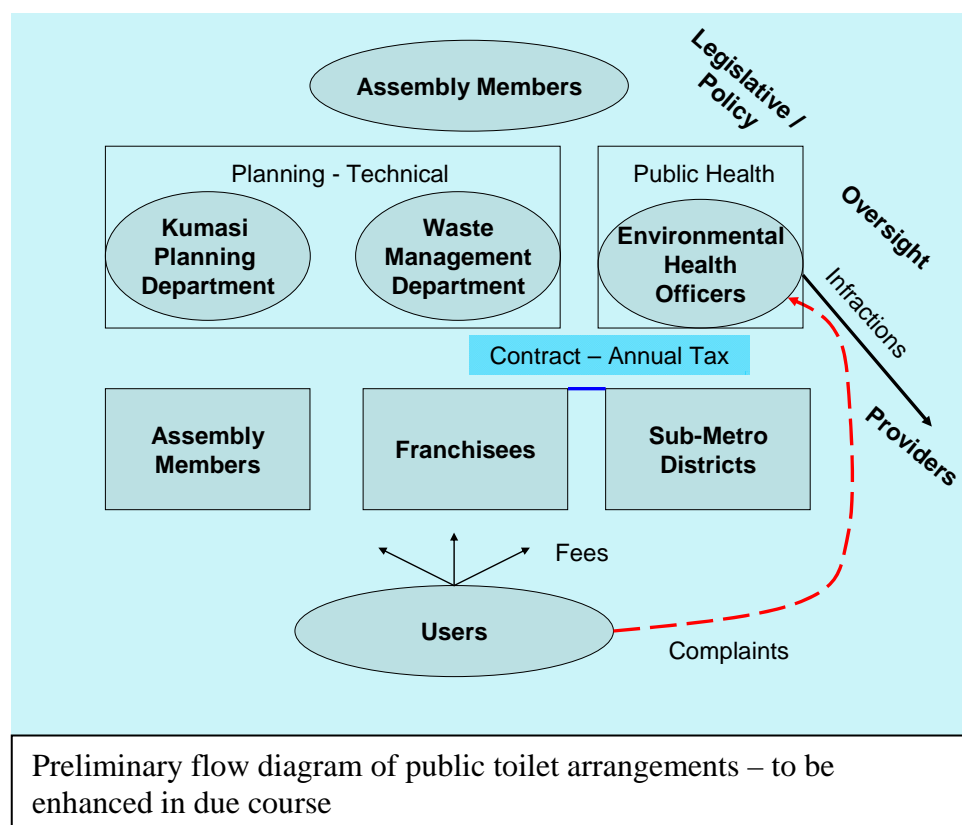 Assembly Members
Legislative /
Policy
Planning - Technical
Public Health
Kumasi
Planning
Department
Waste
Management
Department
Environmental
Health
Officers
Oversight
Infractions
Contract – Annual Tax
Assembly
Members
Franchisees
Sub-Metro
Districts
Providers
Fees
Users
Complaints
Preliminary flow diagram of public toilet arrangements – to be
enhanced in due course